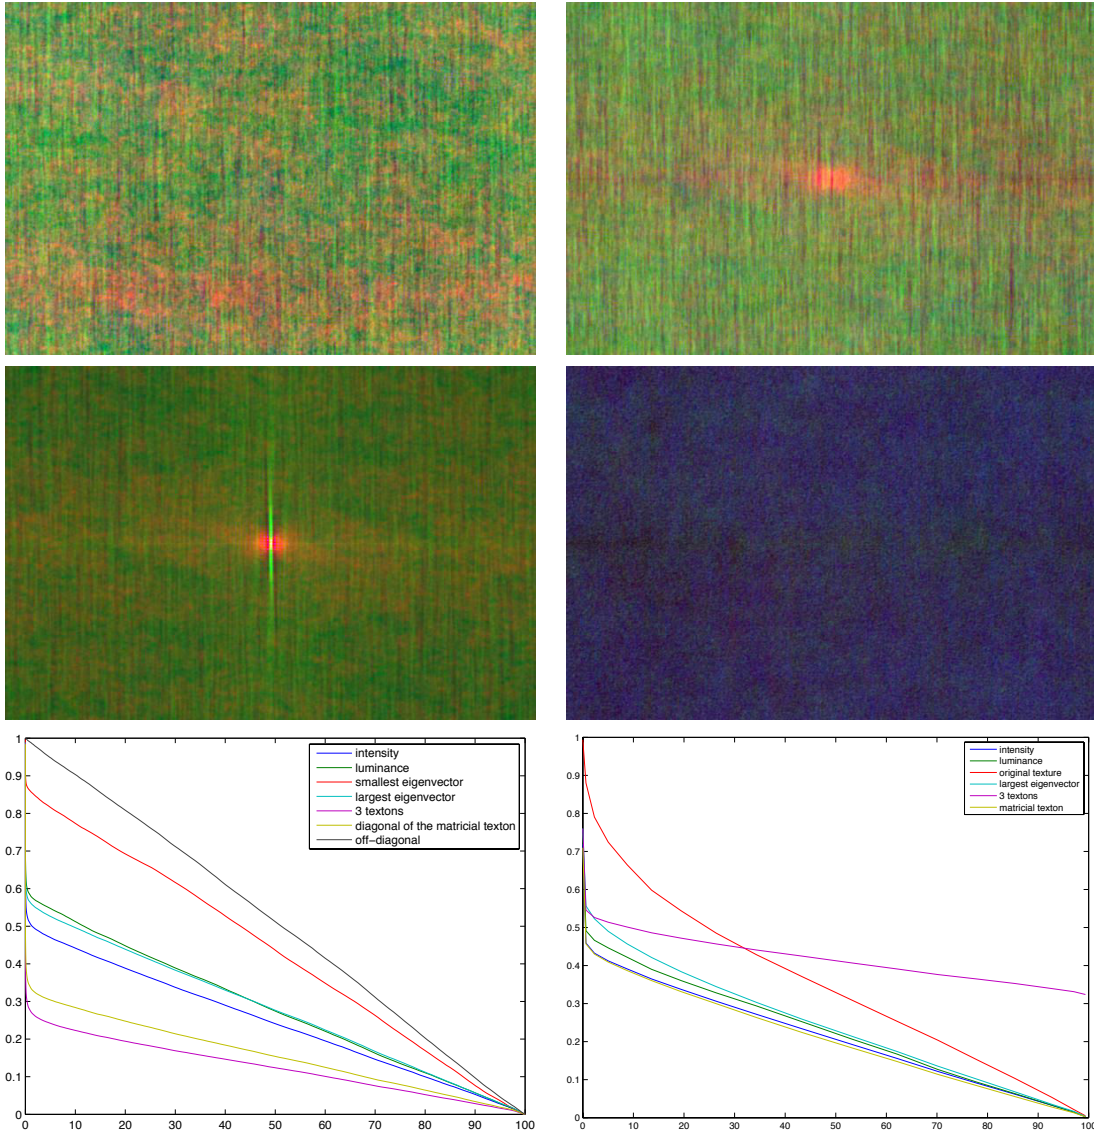 1
0.9
0.8
0.7
0.6
0.5
0.4
0.3
0.2
0.1
0
0 10 20 30 40 50 60 70 80 90 100
intensity
luminance
smallest eigenvector
largest eigenvector
3 textons
diagonal of the matricial texton
off-diagonal
1
0.9
0.8
0.7
0.6
0.5
0.4
0.3
0.2
0.1
0
0 10 20 30 40 50 60 70 80 90 100
intensity
luminance
original texture
largest eigenvector
3 textons
matricial texton